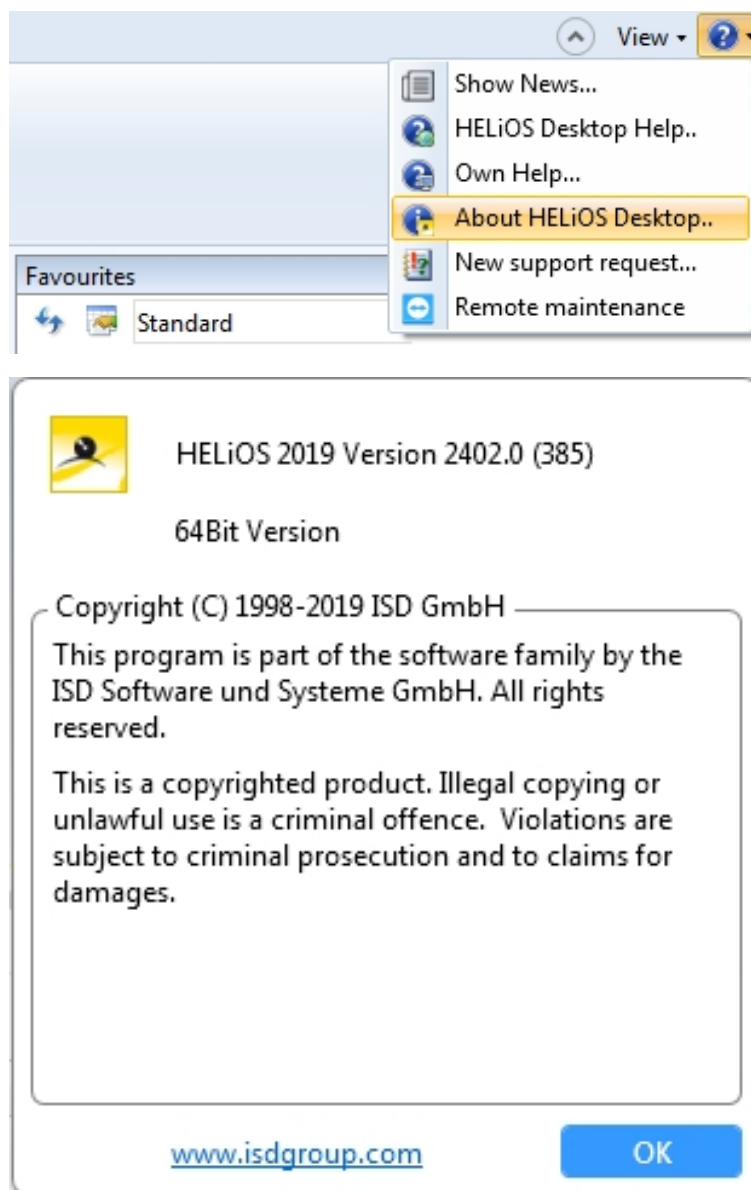 View
Show News...
HELiOS Desktop Help..
Own Help...
About HELiOS Desktop..
New support request...
Remote maintenance
Favourites
Standard
HELiOS 2019 Version 2402.0 (385)
64Bit Version
Copyright (C) 1998-2019 ISD GmbH
This program is part of the software family by the
ISD Software und Systeme GmbH. All rights
reserved.
This is a copyrighted product. Illegal copying or
unlawful use is a criminal offence.  Violations are
subject to criminal prosecution and to claims for
damages.
www.isdgroup.com
OK